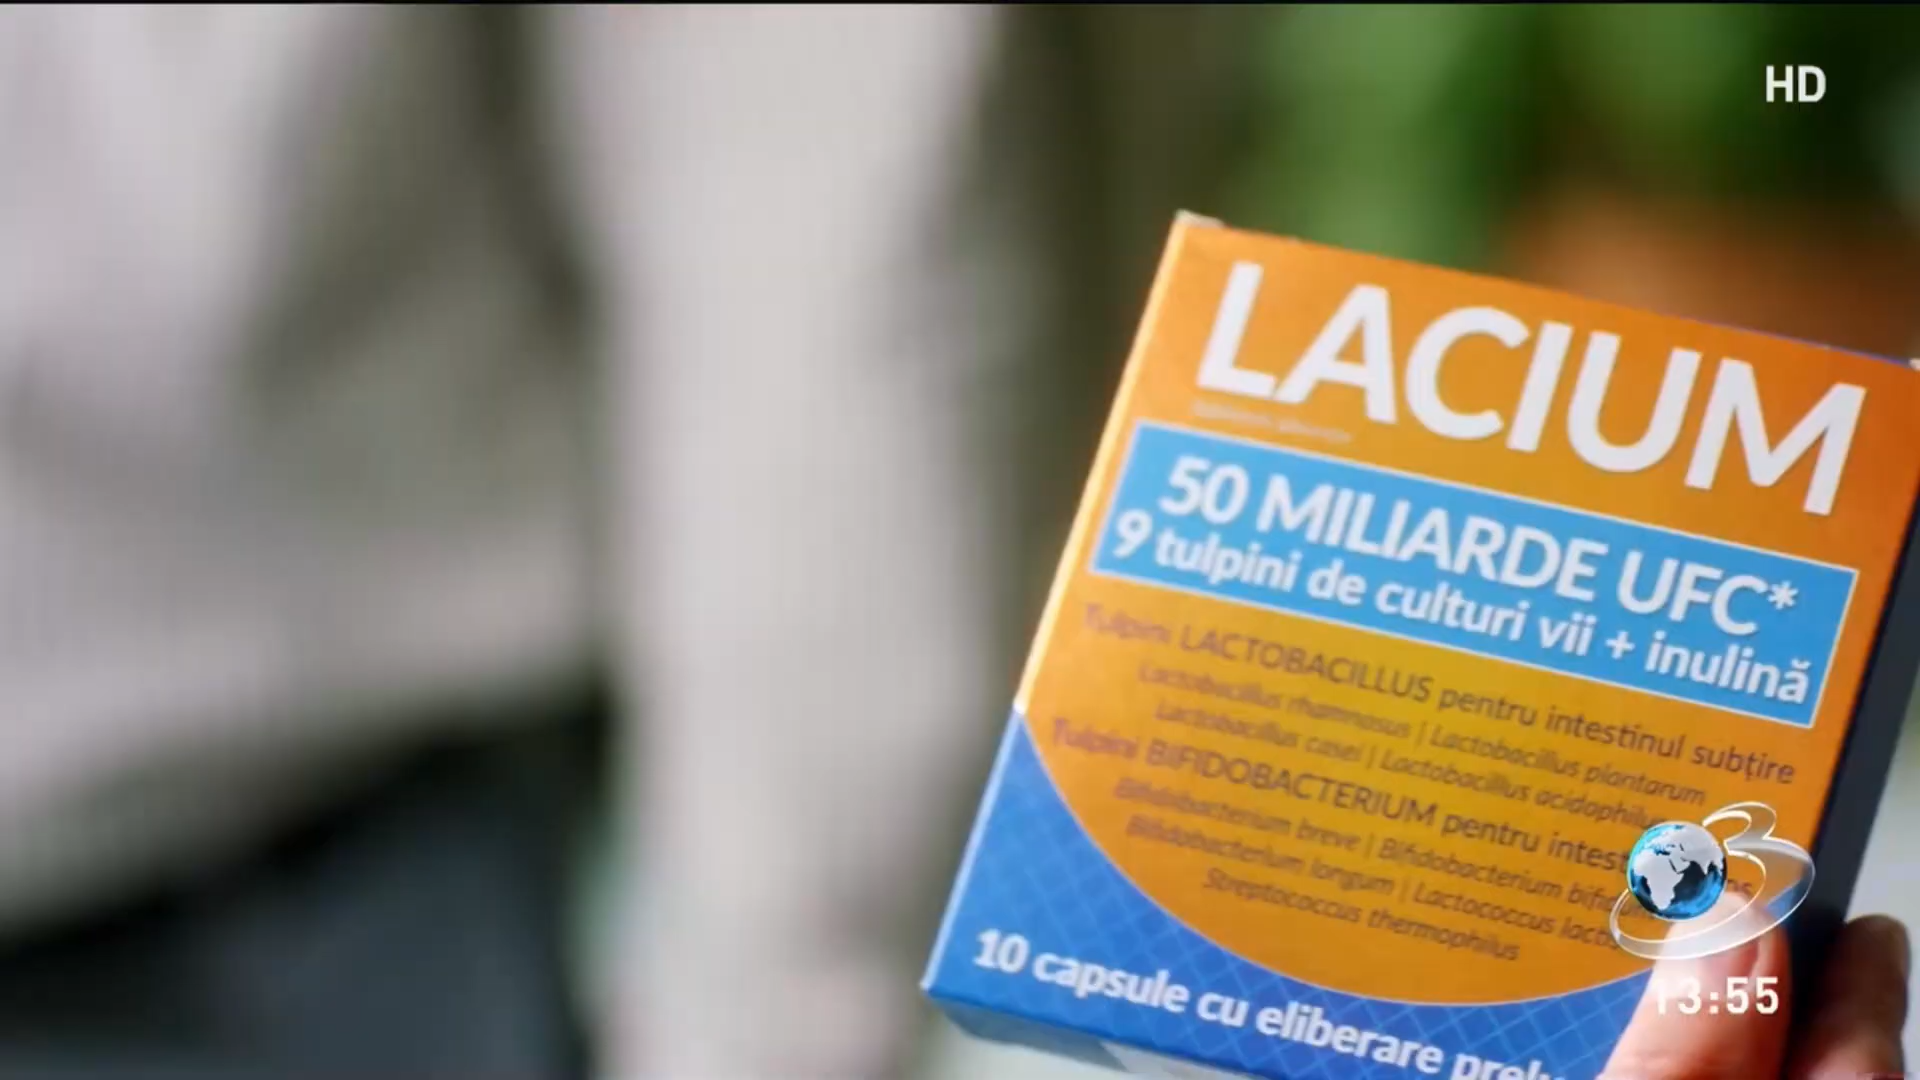 HD
LACIUM
50 MILIARDE UFC*
9 tulpini de culturi vii + inulină
Tulpini LACTOBACILLUS pentru intestinul subțire
Lactobacillus rhamnosus | Lactobacillus plantarum
Lactobacillus casei | Lactobacillus acidophilus
Tulpini BIFIDOBACTERIUM pentru
Bifidobacterium breve | Bifidobacterium
Bifidobacterium longum | Lactococcus lactis
Streptococcus thermophilus
10 capsule cu eliberare
3
13:55